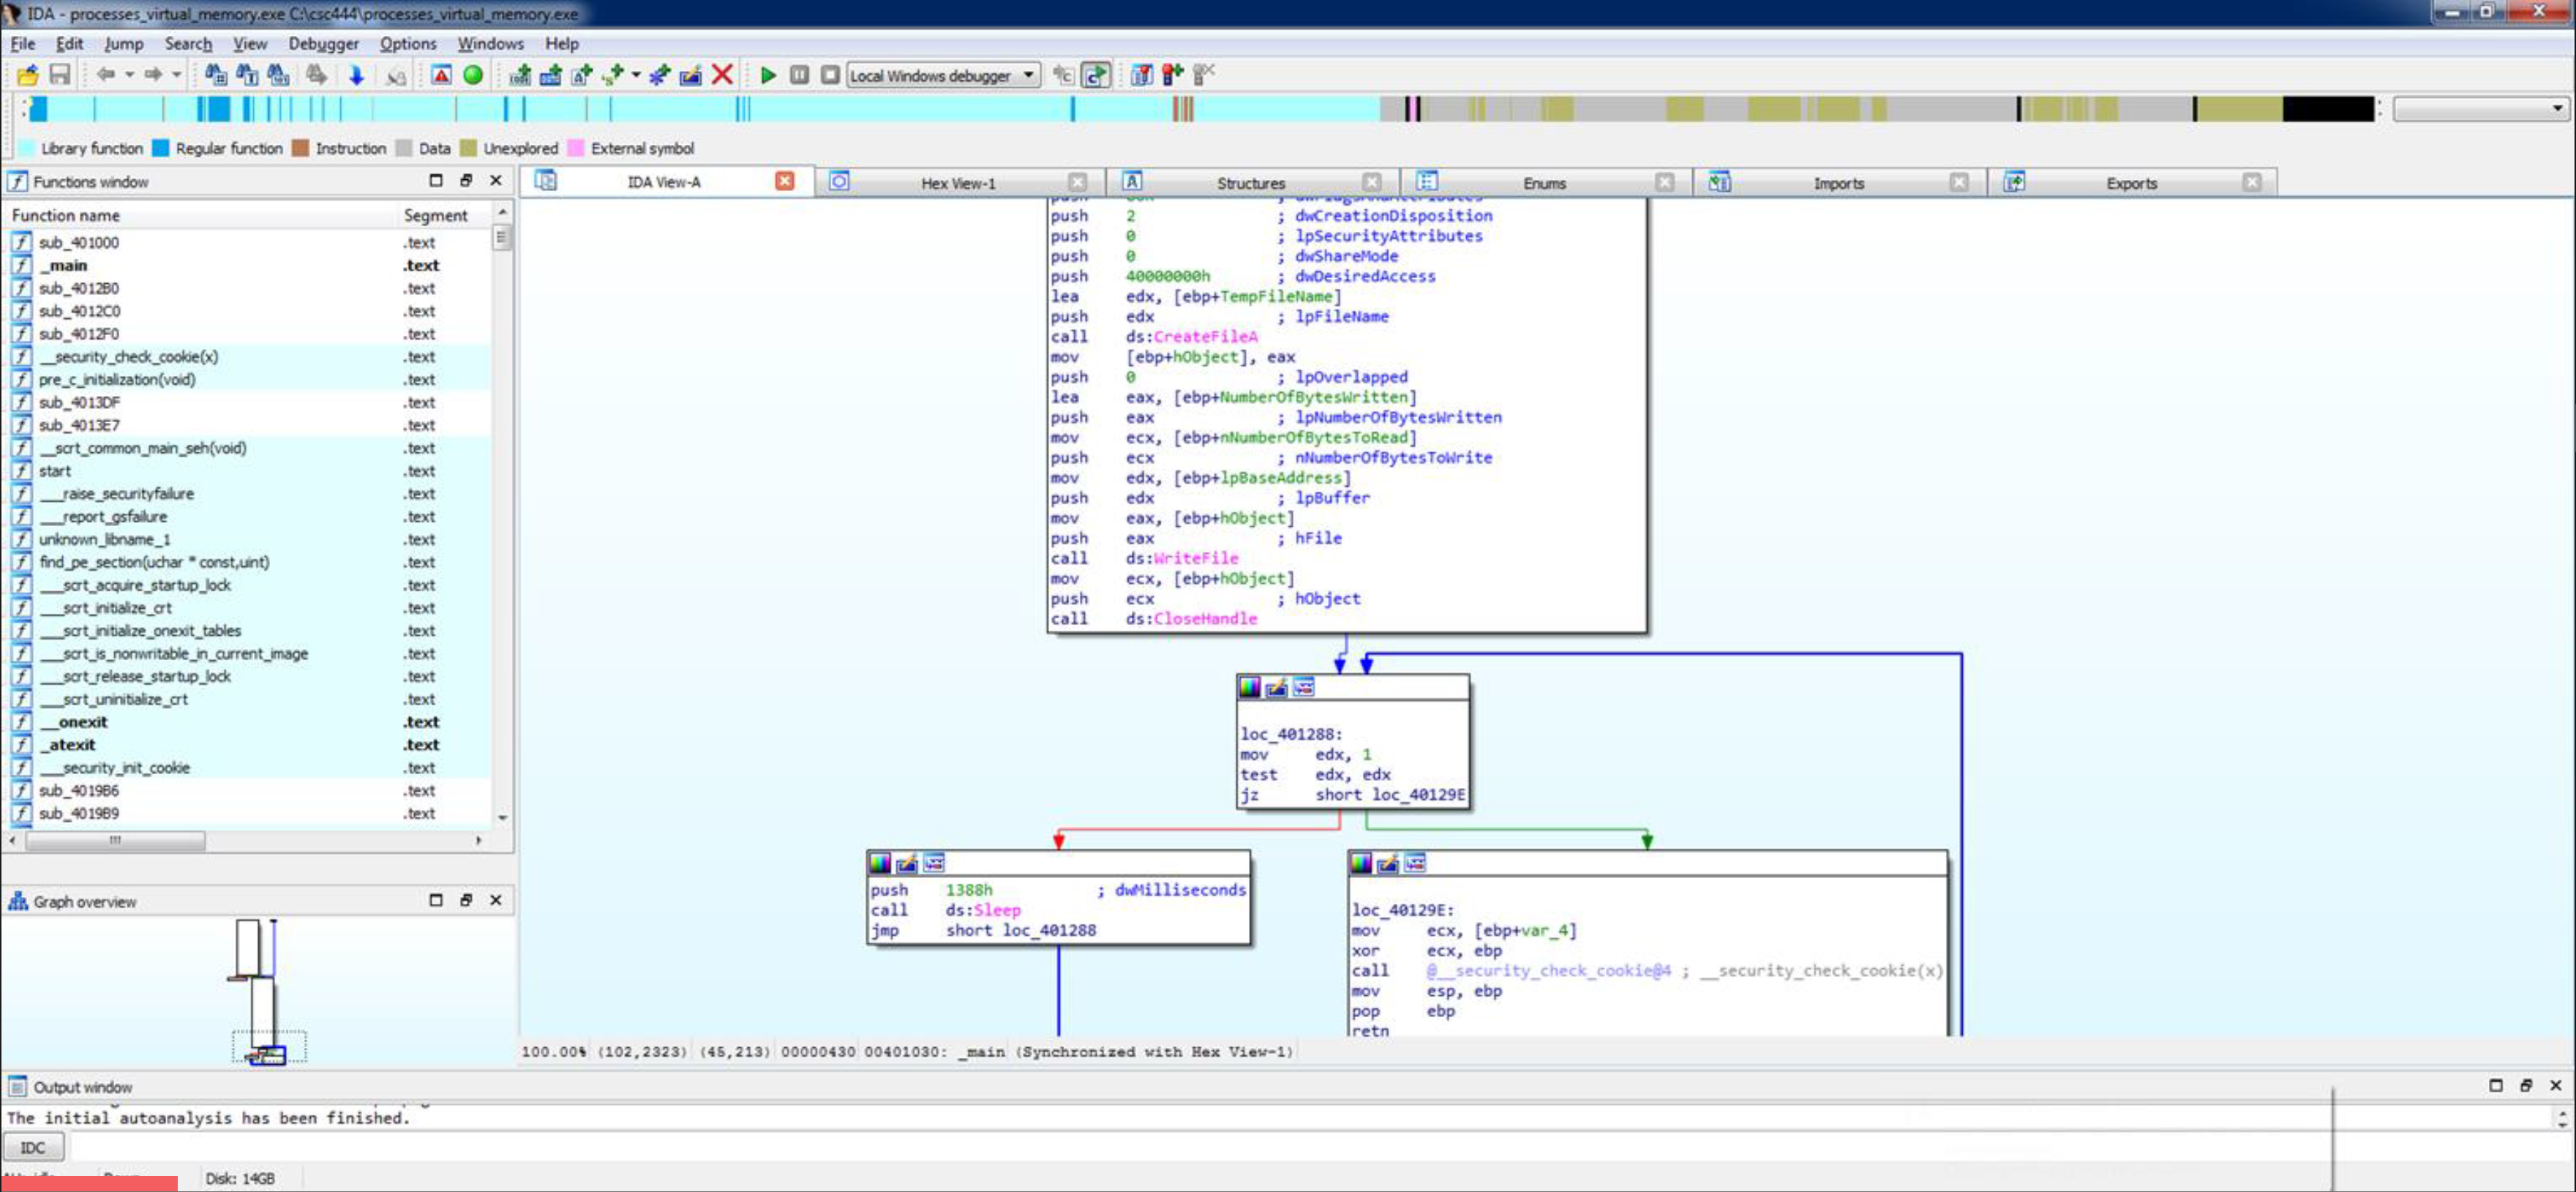 IDA - processes_virtual_memory.exe C:\csc444\processes_virtual_memory.exe
File Edit Jump Search View Debugger Options Windows Help
Local Windows debugger
Library function Regular function Instruction Data Unexplored External symbol
Functions window
Function name Segment
sub_401000 .text
_main .text
sub_4012B0 .text
sub_4012C0 .text
sub_4012F0 .text
__security_check_cookie(x) .text
pre_c_initialization(void) .text
sub_4013DF .text
sub_4013E7 .text
__scrt_common_main_seh(void) .text
start .text
___raise_securityfailure .text
___report_gsfailure .text
unknown_libname_1 .text
find_pe_section(uchar * const,uint) .text
___scrt_acquire_startup_lock .text
___scrt_initialize_crt .text
___scrt_initialize_onexit_tables .text
___scrt_is_nonwritable_in_current_image .text
___scrt_release_startup_lock .text
___scrt_uninitialize_crt .text
__onexit .text
_atexit .text
___security_init_cookie .text
sub_4019B6 .text
sub_4019B9 .text
Graph overview
IDA View-A Hex View-1 Structures Enums Imports Exports
push 2 ; dwCreationDisposition
push 0 ; lpSecurityAttributes
push 0 ; dwShareMode
push 40000000h ; dwDesiredAccess
lea edx, [ebp+TempFileName]
push edx ; lpFileName
call ds:CreateFileA
mov [ebp+hObject], eax
push 0 ; lpOverlapped
lea eax, [ebp+NumberOfBytesWritten]
push eax ; lpNumberOfBytesWritten
mov ecx, [ebp+nNumberOfBytesToRead]
push ecx ; nNumberOfBytesToWrite
mov edx, [ebp+lpBaseAddress]
push edx ; lpBuffer
mov eax, [ebp+hObject]
push eax ; hFile
call ds:WriteFile
mov ecx, [ebp+hObject]
push ecx ; hObject
call ds:CloseHandle
loc_401288:
mov edx, 1
test edx, edx
jz short loc_40129E
push 1388h ; dwMilliseconds
call ds:Sleep
jmp short loc_401288
loc_40129E:
mov ecx, [ebp+var_4]
xor ecx, ebp
call @__security_check_cookie@4 ; __security_check_cookie(x)
mov esp, ebp
pop ebp
retn
100.00% (102,2323) (45,213) 00000430 00401030: _main (Synchronized with Hex View-1)
Output window
The initial autoanalysis has been finished.
IDC
Disk: 14GB